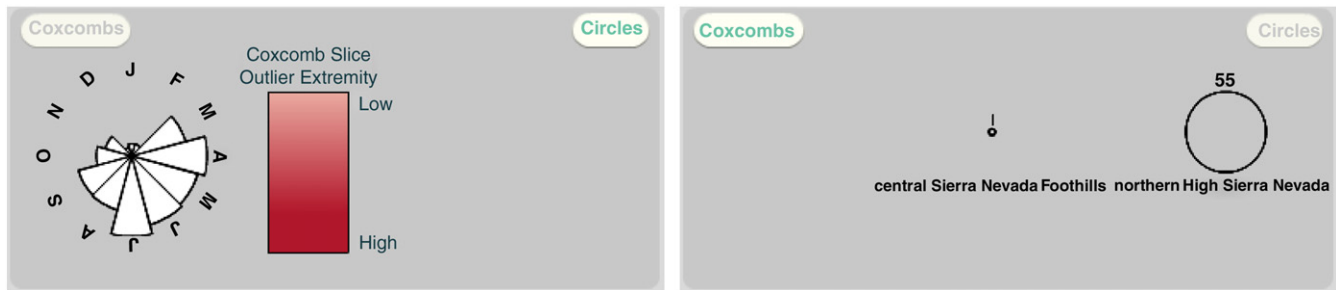 Coxcombs
Circles
Coxcomb Slice
Outlier Extremity
Low
High
J
F
M
A
M
J
J
A
S
O
N
D
Coxcombs
Circles
55
central Sierra Nevada Foothills
northern High Sierra Nevada